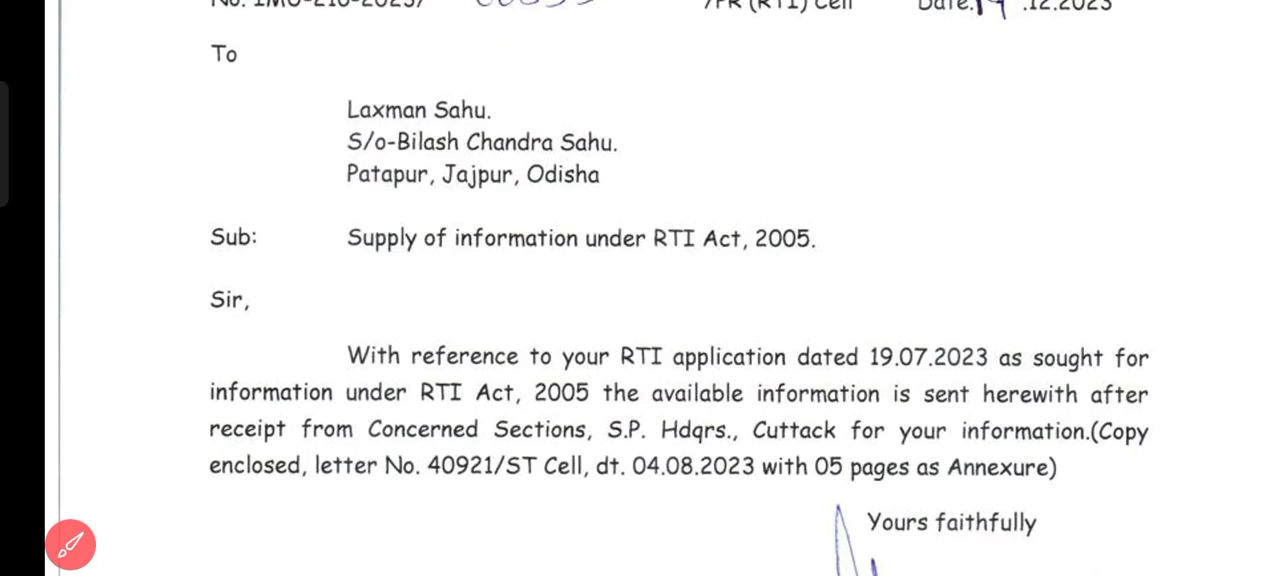 To
Laxman Sahu.
S/o-Bilash Chandra Sahu.
Patapur, Jajpur, Odisha
Sub: Supply of information under RTI Act, 2005.
Sir,
With reference to your RTI application dated 19.07.2023 as sought for
information under RTI Act, 2005 the available information is sent herewith after
receipt from Concerned Sections, S.P. Hdqrs., Cuttack for your information.(Copy
enclosed, letter No. 40921/ST Cell, dt. 04.08.2023 with 05 pages as Annexure)
Yours faithfully